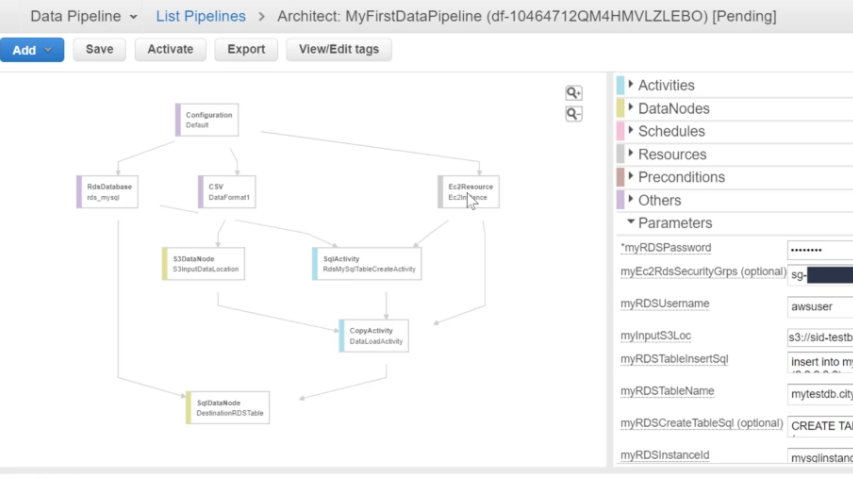 Data Pipeline List Pipelines > Architect: MyFirstDataPipeline (df-10464712QM4HMVLZLEBO) [Pending]
Add Save Activate Export View/Edit tags
Configuration
Default
RdsDatabase
rds_mysql
CSV
DataFormat1
Ec2Resource
S3DataNode
S3InputDataLocation
SqlActivity
RdsMySqlTableCreateActivity
CopyActivity
DataLoadActivity
SqlDataNode
DestinationRDSTable
Activities
DataNodes
Schedules
Resources
Preconditions
Others
Parameters
*myRDSPassword ••••••••
myEc2RdsSecurityGrps (optional) sg-
myRDSUsername awsuser
myInputS3Loc s3://sid-testb
myRDSTableInsertSql insert into my
myRDSTableName mytestdb.city
myRDSCreateTableSql (optional) CREATE TA
myRDSInstanceId mysqlinstanc